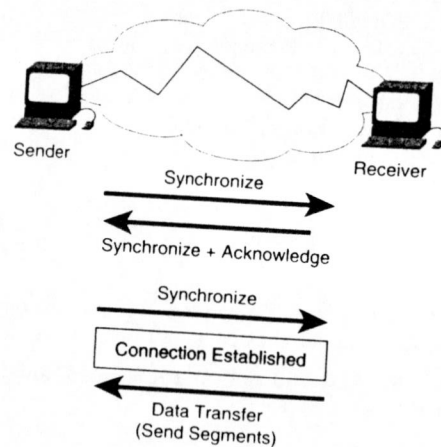 Sender
Receiver
Synchronize
Synchronize + Acknowledge
Synchronize
Connection Established
Data Transfer
(Send Segments)